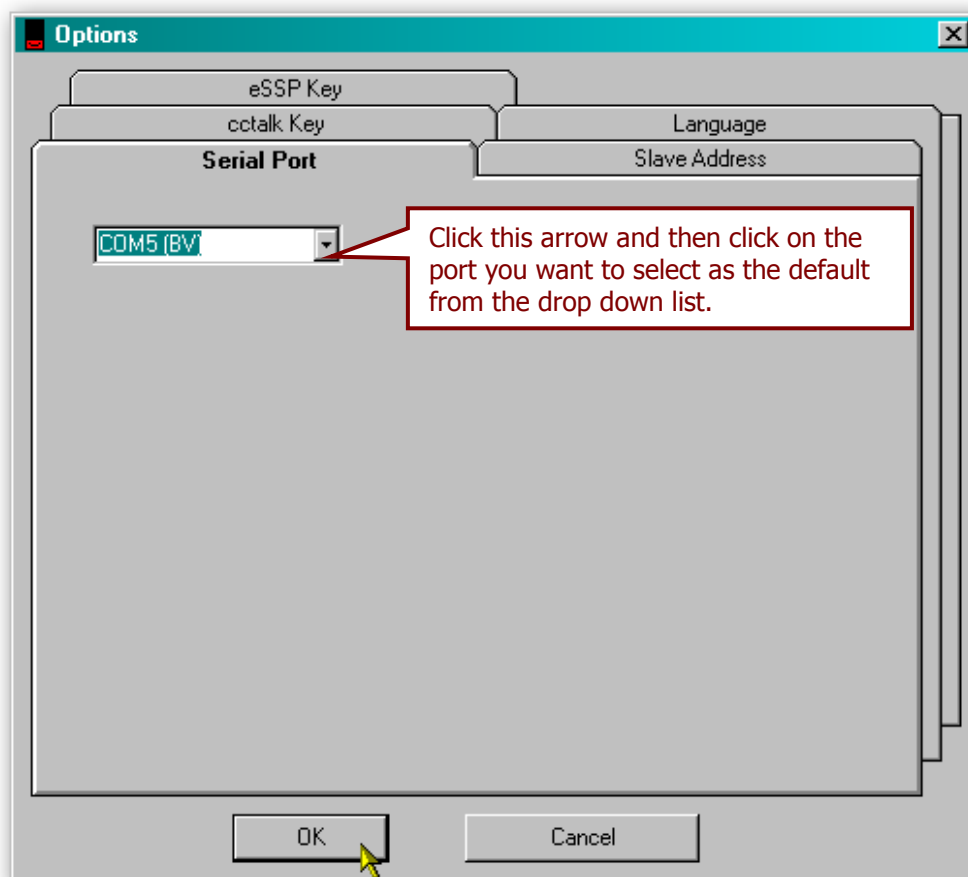 Options
eSSP Key
cctalk Key
Language
Serial Port
Slave Address
COM5 (BV)
Click this arrow and then click on the
port you want to select as the default
from the drop down list.
OK
Cancel